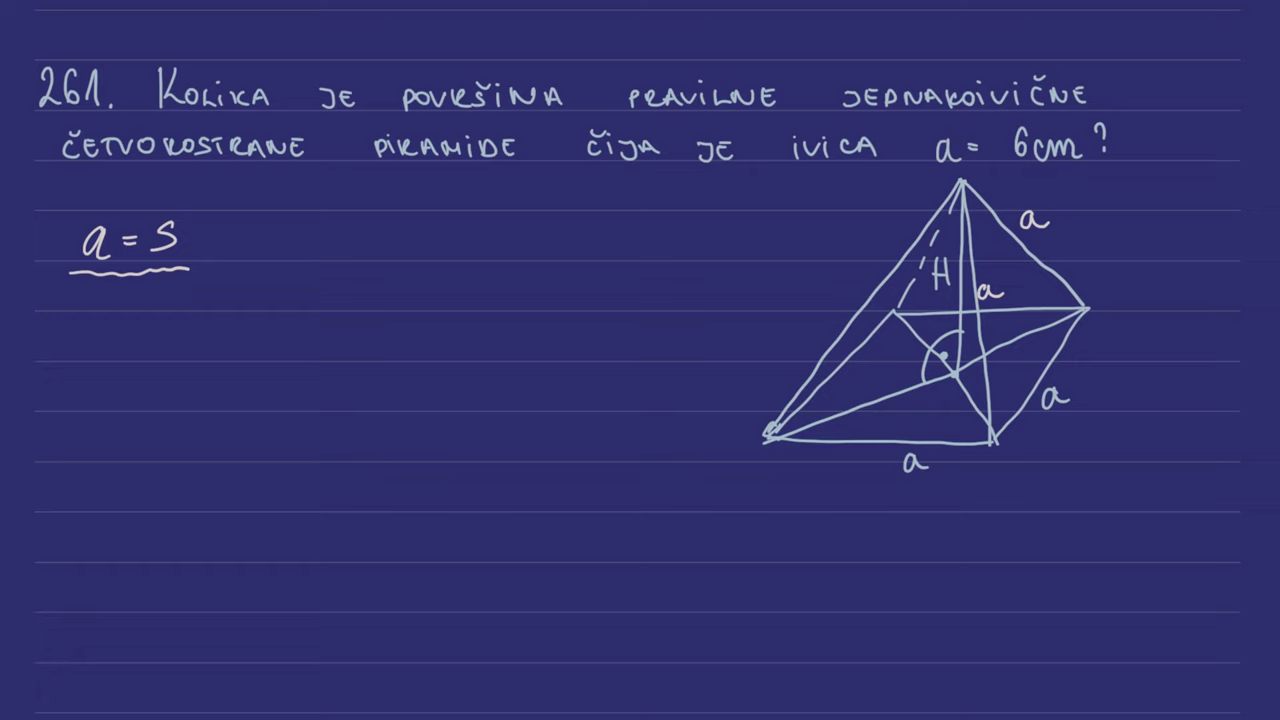 261. KOLIKA JE POVRŠINA PRAVILNE JEDNAKOIVIČNE
ČETVOROSTRANE PIRAMIDE ČIJA JE IVICA a = 6cm?
a = s
a
H
a
a
a